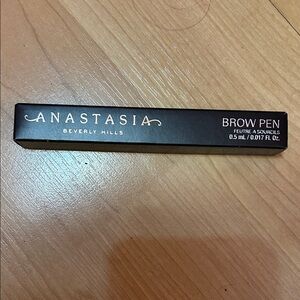 ANASTASIA
BEVERLY HILLS
BROW PEN
FEUTRE À SOURCILS
0.5 mL / 0.017 Fl. Oz.